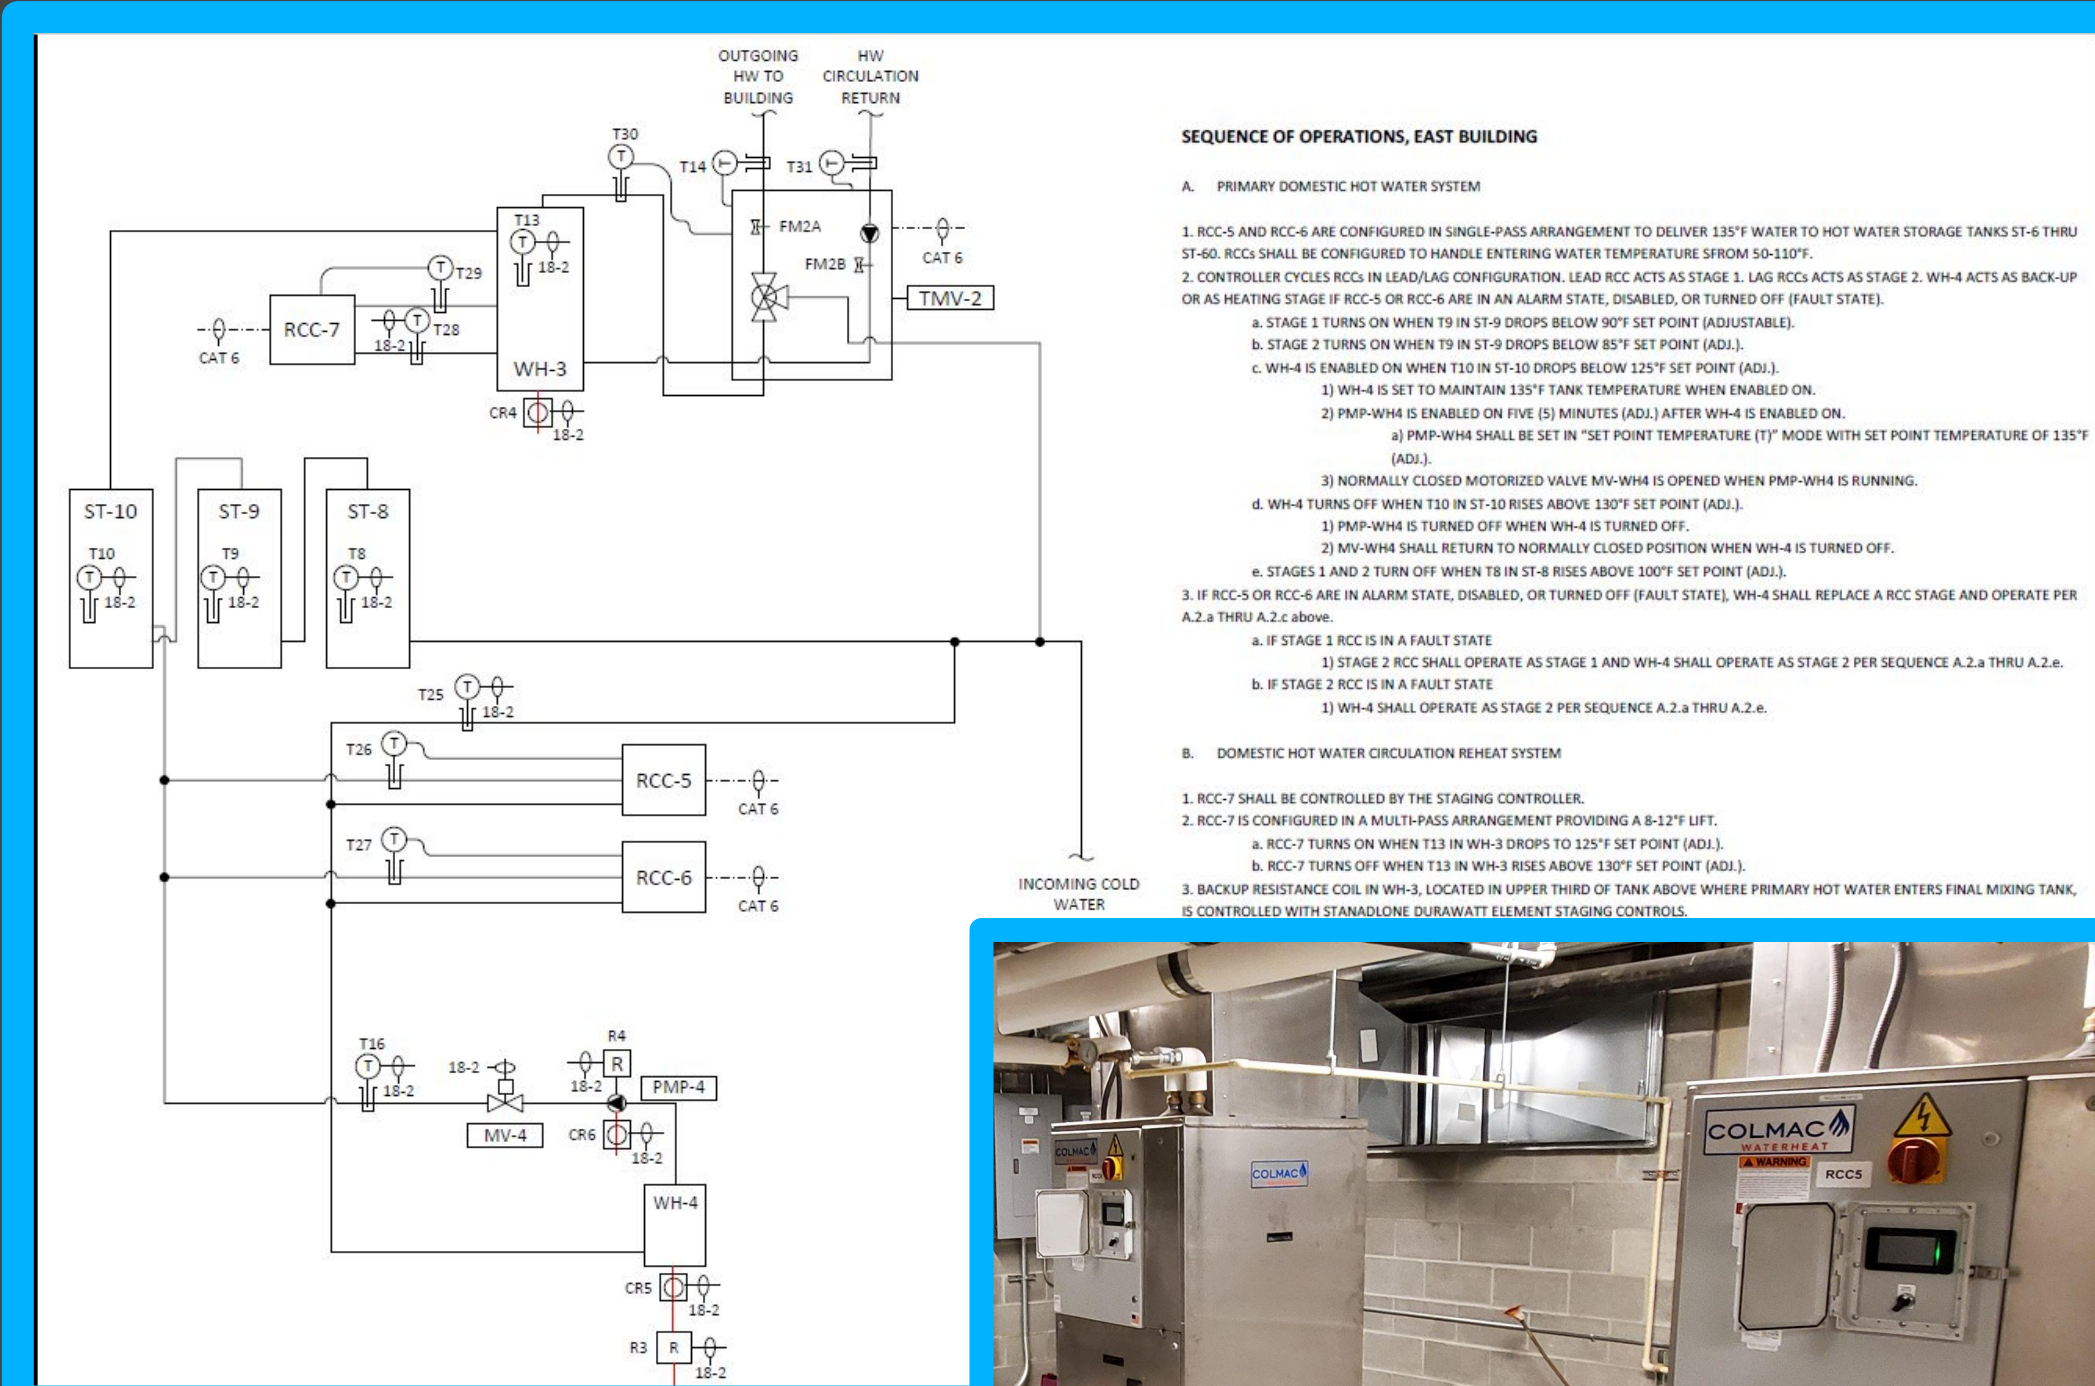 OUTGOING
HW TO
BUILDING
HW
CIRCULATION
RETURN
T30
T
T14
T
T31
T
T13
T
18-2
FM2A
FM2B
CAT 6
TMV-2
T
T29
RCC-7
T
T28
18-2
CAT 6
WH-3
CR4
18-2
ST-10
ST-9
ST-8
T10
T
18-2
T9
T
18-2
T8
T
18-2
T25
T
18-2
T26
T
RCC-5
CAT 6
T27
T
RCC-6
CAT 6
INCOMING COLD
WATER
T16
T
18-2
18-2
MV-4
R4
R
18-2
PMP-4
CR6
18-2
WH-4
CR5
18-2
R3
R
18-2
SEQUENCE OF OPERATIONS, EAST BUILDING
A. PRIMARY DOMESTIC HOT WATER SYSTEM
1. RCC-5 AND RCC-6 ARE CONFIGURED IN SINGLE-PASS ARRANGEMENT TO DELIVER 135°F WATER TO HOT WATER STORAGE TANKS ST-6 THRU
ST-60. RCCs SHALL BE CONFIGURED TO HANDLE ENTERING WATER TEMPERATURE SFROM 50-110°F.
2. CONTROLLER CYCLES RCCs IN LEAD/LAG CONFIGURATION. LEAD RCC ACTS AS STAGE 1. LAG RCCs ACTS AS STAGE 2. WH-4 ACTS AS BACK-UP
OR AS HEATING STAGE IF RCC-5 OR RCC-6 ARE IN AN ALARM STATE, DISABLED, OR TURNED OFF (FAULT STATE).
a. STAGE 1 TURNS ON WHEN T9 IN ST-9 DROPS BELOW 90°F SET POINT (ADJUSTABLE).
b. STAGE 2 TURNS ON WHEN T9 IN ST-9 DROPS BELOW 85°F SET POINT (ADJ.).
c. WH-4 IS ENABLED ON WHEN T10 IN ST-10 DROPS BELOW 125°F SET POINT (ADJ.).
1) WH-4 IS SET TO MAINTAIN 135°F TANK TEMPERATURE WHEN ENABLED ON.
2) PMP-WH4 IS ENABLED ON FIVE (5) MINUTES (ADJ.) AFTER WH-4 IS ENABLED ON.
a) PMP-WH4 SHALL BE SET IN "SET POINT TEMPERATURE (T)" MODE WITH SET POINT TEMPERATURE OF 135°F
(ADJ.).
3) NORMALLY CLOSED MOTORIZED VALVE MV-WH4 IS OPENED WHEN PMP-WH4 IS RUNNING.
d. WH-4 TURNS OFF WHEN T10 IN ST-10 RISES ABOVE 130°F SET POINT (ADJ.).
1) PMP-WH4 IS TURNED OFF WHEN WH-4 IS TURNED OFF.
2) MV-WH4 SHALL RETURN TO NORMALLY CLOSED POSITION WHEN WH-4 IS TURNED OFF.
e. STAGES 1 AND 2 TURN OFF WHEN T8 IN ST-8 RISES ABOVE 100°F SET POINT (ADJ.).
3. IF RCC-5 OR RCC-6 ARE IN ALARM STATE, DISABLED, OR TURNED OFF (FAULT STATE), WH-4 SHALL REPLACE A RCC STAGE AND OPERATE PER
A.2.a THRU A.2.c above.
a. IF STAGE 1 RCC IS IN A FAULT STATE
1) STAGE 2 RCC SHALL OPERATE AS STAGE 1 AND WH-4 SHALL OPERATE AS STAGE 2 PER SEQUENCE A.2.a THRU A.2.e.
b. IF STAGE 2 RCC IS IN A FAULT STATE
1) WH-4 SHALL OPERATE AS STAGE 2 PER SEQUENCE A.2.a THRU A.2.e.
B. DOMESTIC HOT WATER CIRCULATION REHEAT SYSTEM
1. RCC-7 SHALL BE CONTROLLED BY THE STAGING CONTROLLER.
2. RCC-7 IS CONFIGURED IN A MULTI-PASS ARRANGEMENT PROVIDING A 8-12°F LIFT.
a. RCC-7 TURNS ON WHEN T13 IN WH-3 DROPS TO 125°F SET POINT (ADJ.).
b. RCC-7 TURNS OFF WHEN T13 IN WH-3 RISES ABOVE 130°F SET POINT (ADJ.).
3. BACKUP RESISTANCE COIL IN WH-3, LOCATED IN UPPER THIRD OF TANK ABOVE WHERE PRIMARY HOT WATER ENTERS FINAL MIXING TANK,
IS CONTROLLED WITH STANADLONE DURAWATT ELEMENT STAGING CONTROLS.
COLMAC
COLMAC
COLMAC
WATERHEAT
WARNING
RCC5